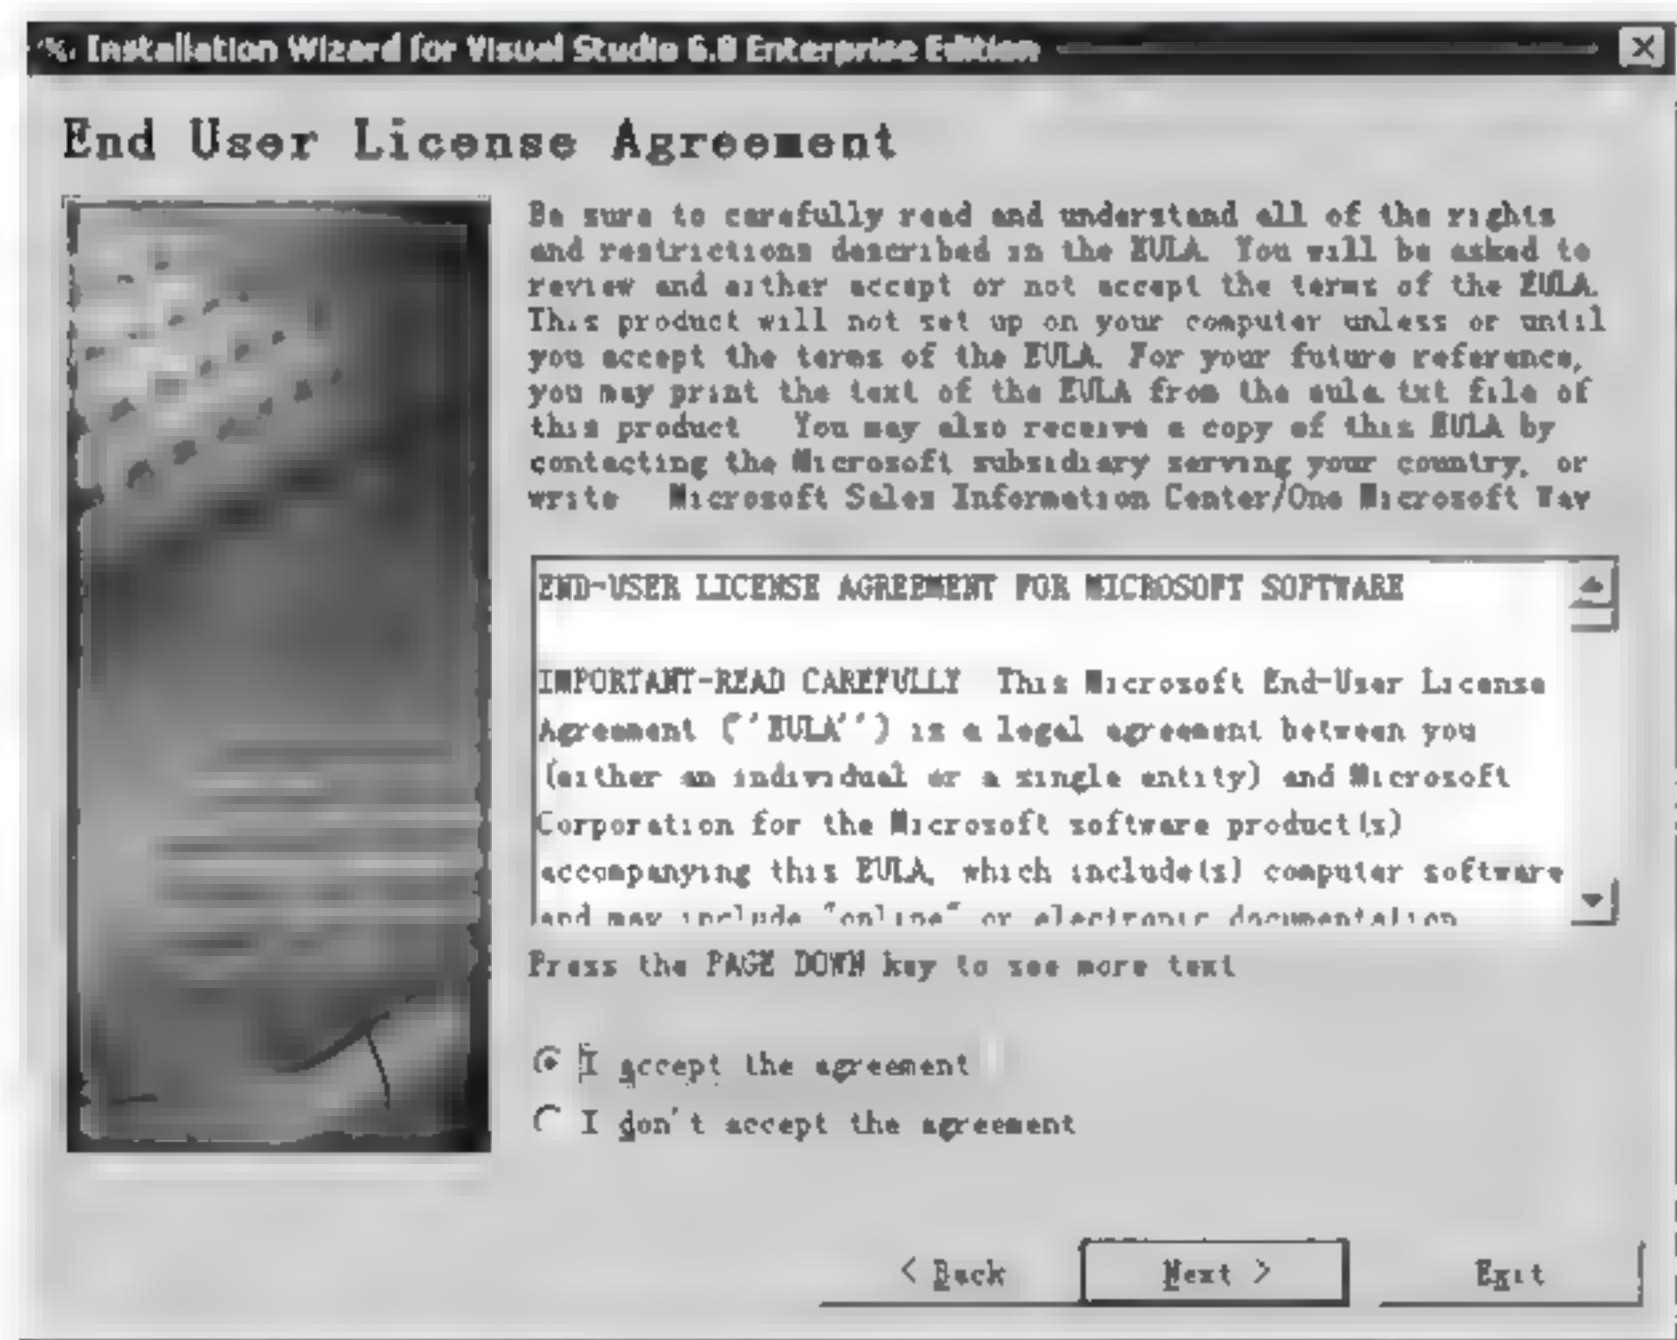 Installation Wizard for Visual Studio 6.0 Enterprise Edition
End User License Agreement
Be sure to carefully read and understand all of the rights
and restrictions described in the EULA. You will be asked to
review and either accept or not accept the terms of the EULA.
This product will not set up on your computer unless or until
you accept the terms of the EULA. For your future reference,
you may print the text of the EULA from the eula.txt file of
this product. You may also receive a copy of this EULA by
contacting the Microsoft subsidiary serving your country, or
write: Microsoft Sales Information Center/One Microsoft Way
END-USER LICENSE AGREEMENT FOR MICROSOFT SOFTWARE
IMPORTANT-READ CAREFULLY: This Microsoft End-User License
Agreement (''EULA'') is a legal agreement between you
(either an individual or a single entity) and Microsoft
Corporation for the Microsoft software product(s)
accompanying this EULA, which include(s) computer software
and may include "online" or electronic documentation
Press the PAGE DOWN key to see more text
I accept the agreement
I don't accept the agreement
< Back
Next >
Exit